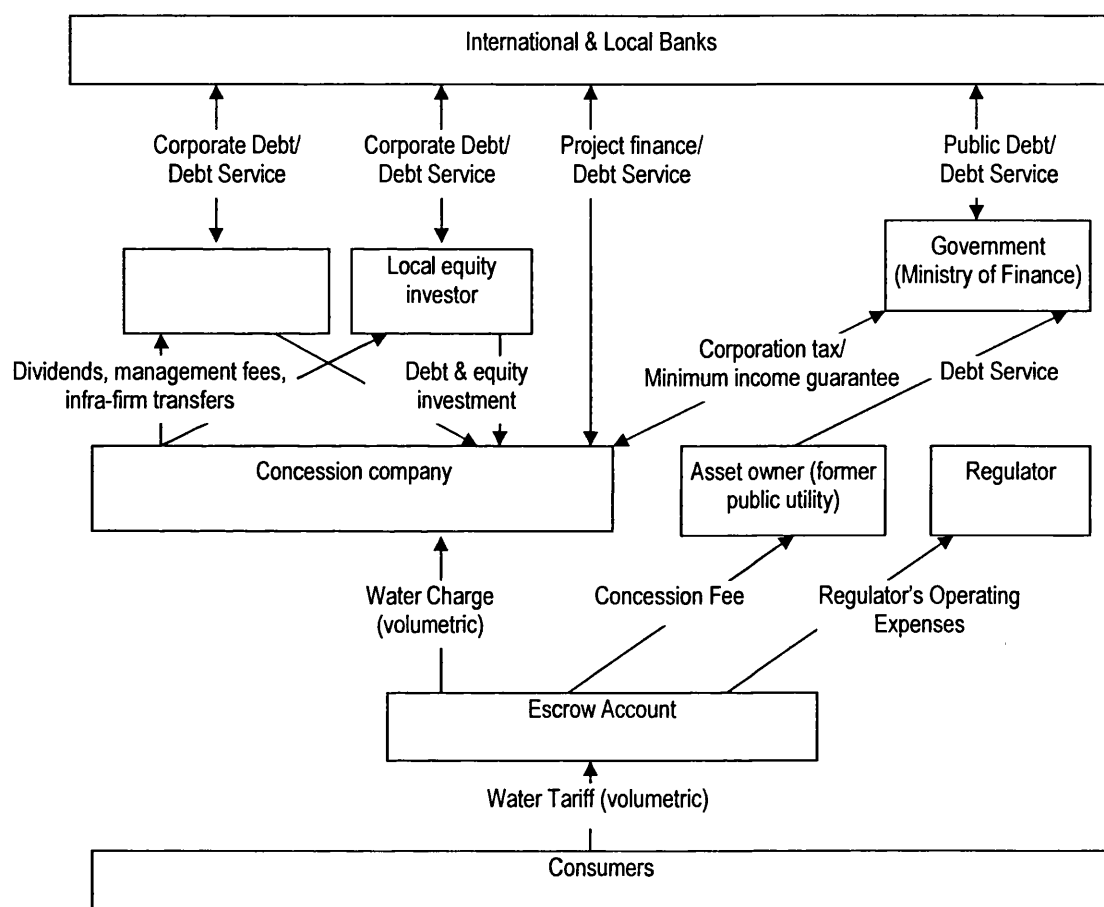 International & Local Banks
Corporate Debt/
Debt Service
Corporate Debt/
Debt Service
Project finance/
Debt Service
Public Debt/
Debt Service
Local equity
investor
Government
(Ministry of Finance)
Dividends, management fees,
infra-firm transfers
Debt & equity
investment
Corporation tax/
Minimum income guarantee
Debt Service
Concession company
Asset owner (former
public utility)
Regulator
Water Charge
(volumetric)
Concession Fee
Regulator's Operating
Expenses
Escrow Account
Water Tariff (volumetric)
Consumers